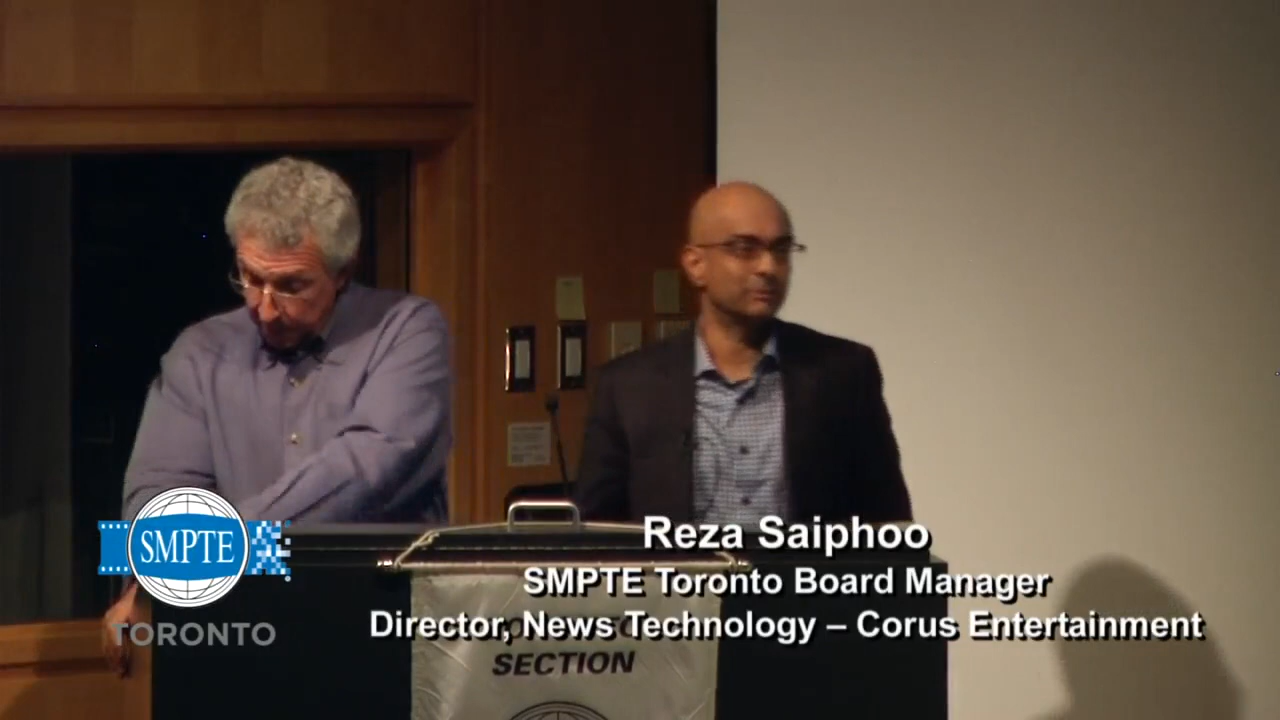 Reza Saiphoo
SMPTE Toronto Board Manager
Director, News Technology – Corus Entertainment
SMPTE
TORONTO
SECTION